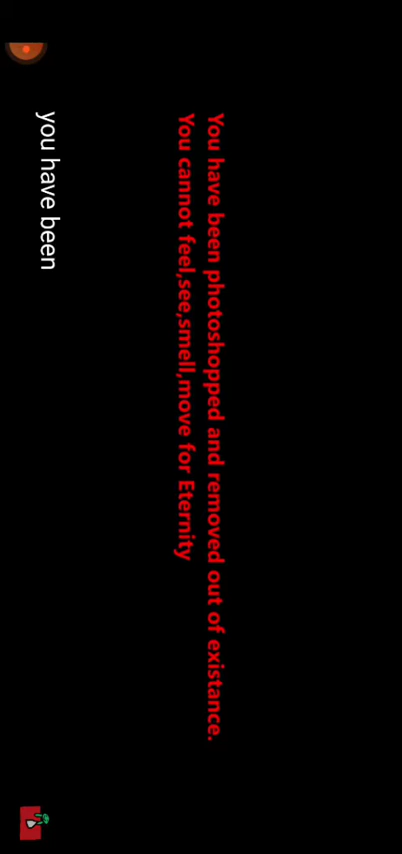 You have been photoshopped and removed out of existance.
You cannot feel,see,smell,move for Eternity
you have been